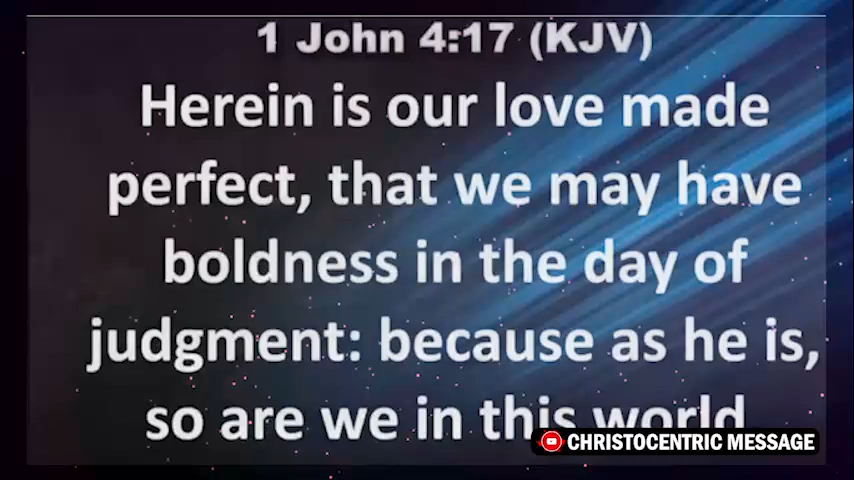 1 John 4:17 (KJV)
Herein is our love made
perfect, that we may have
boldness in the day of
judgment: because as he is,
so are we in this world
CHRISTOCENTRIC MESSAGE